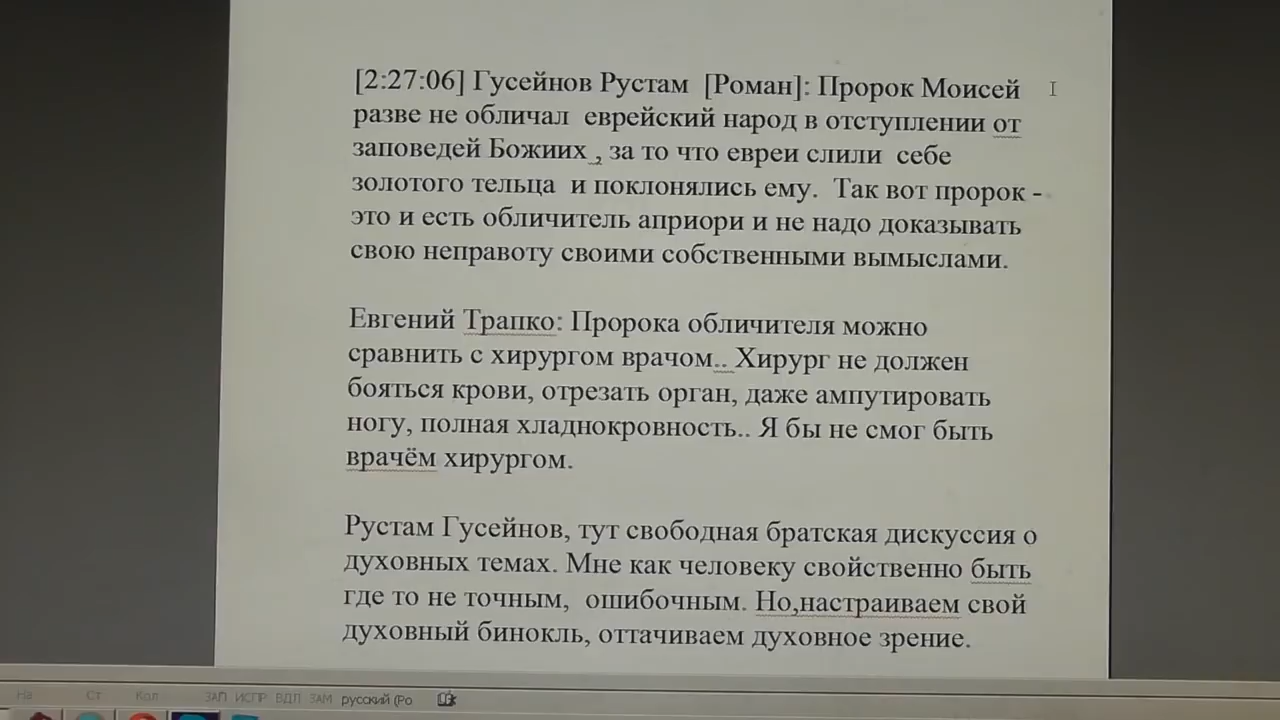 [2:27:06] Гусейнов Рустам  [Роман]: Пророк Моисей
разве не обличал  еврейский народ в отступлении от
заповедей Божиих , за то что евреи слили  себе
золотого тельца  и поклонялись ему.  Так вот пророк -
это и есть обличитель априори и не надо доказывать
свою неправоту своими собственными вымыслами.
Евгений Трапко: Пророка обличителя можно
сравнить с хирургом врачом.. Хирург не должен
бояться крови, отрезать орган, даже ампутировать
ногу, полная хладнокровность.. Я бы не смог быть
врачём хирургом.
Рустам Гусейнов, тут свободная братская дискуссия о
духовных темах. Мне как человеку свойственно быть
где то не точным,  ошибочным. Но,настраиваем свой
духовный бинокль, оттачиваем духовное зрение.
На Ст Кол ЗАП ИСПР ВДЛ ЗАМ русский (Ро